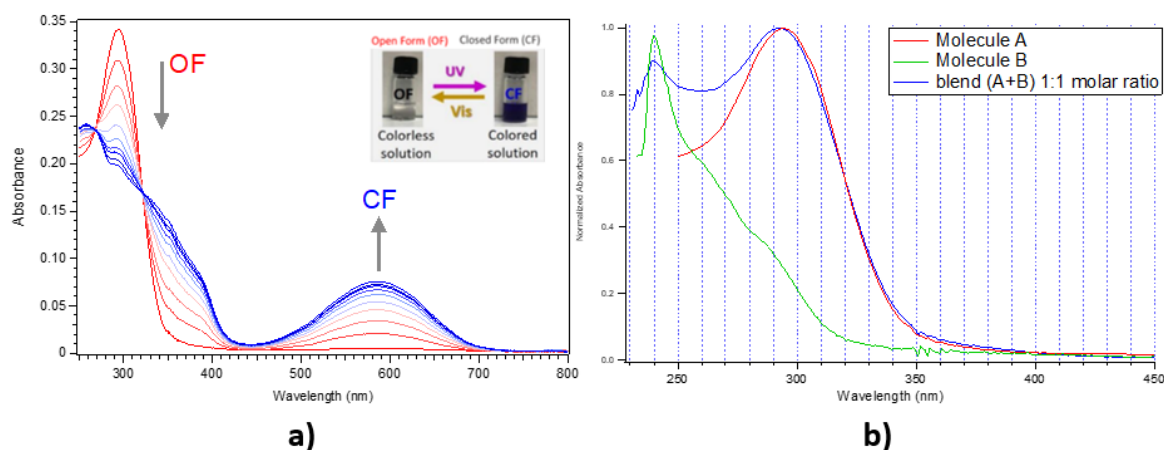 0.35
0.30
0.25
0.20
0.15
0.10
0.05
0
Absorbance
OF
CF
Open Form (OF) Closed Form (CF)
OF
UV
Vis
CF
Colorless
solution
Colored
solution
300 400 500 600 700 800
Wavelength (nm)
a)
1.0
0.8
0.6
0.4
0.2
0.0
Normalized Absorbance
Molecule A
Molecule B
blend (A+B) 1:1 molar ratio
250 300 350 400 450
Wavelength (nm)
b)